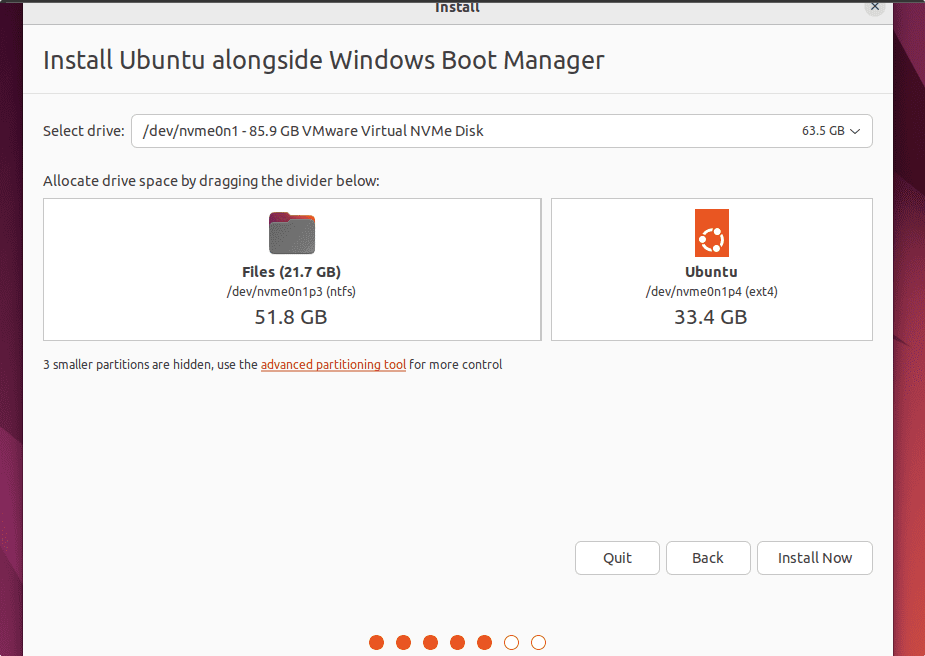 Install
Install Ubuntu alongside Windows Boot Manager
Select drive: /dev/nvme0n1 - 85.9 GB VMware Virtual NVMe Disk 63.5 GB
Allocate drive space by dragging the divider below:
Files (21.7 GB)
/dev/nvme0n1p3 (ntfs)
51.8 GB
Ubuntu
/dev/nvme0n1p4 (ext4)
33.4 GB
3 smaller partitions are hidden, use the advanced partitioning tool for more control
Quit Back Install Now